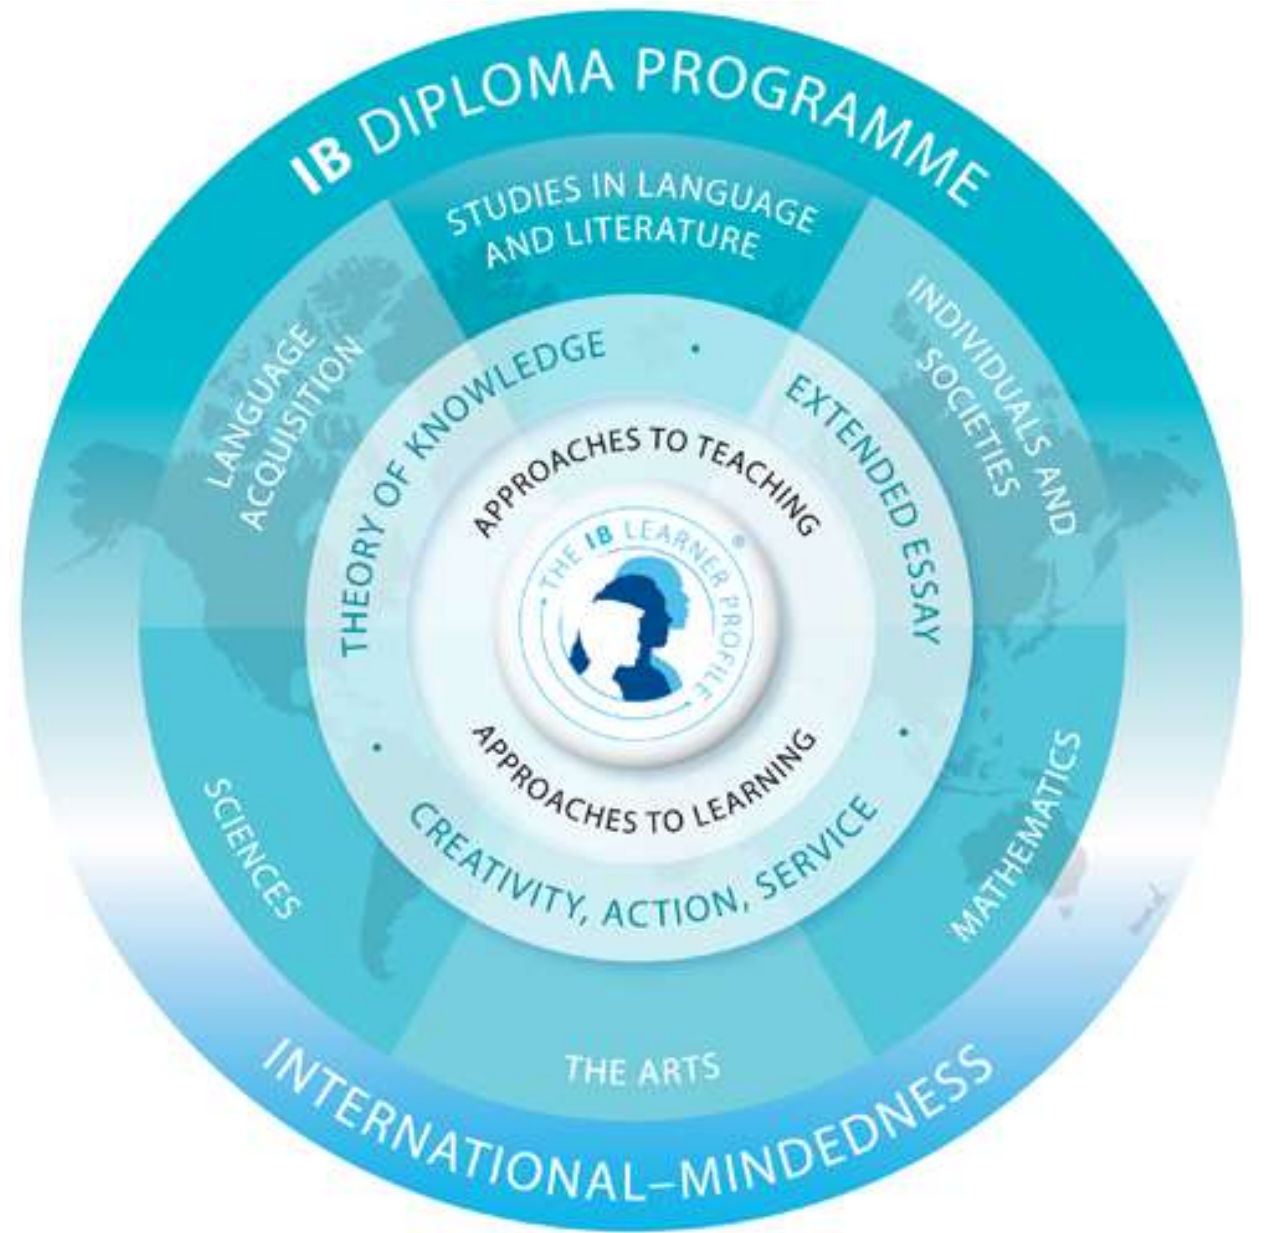 IB DIPLOMA PROGRAMME
STUDIES IN LANGUAGE
AND LITERATURE
LANGUAGE
ACQUISITION
INDIVIDUALS AND
SOCIETIES
THEORY OF KNOWLEDGE
EXTENDED ESSAY
APPROACHES TO TEACHING
THE IB LEARNER PROFILE
®
APPROACHES TO LEARNING
CREATIVITY, ACTION, SERVICE
SCIENCES
MATHEMATICS
THE ARTS
INTERNATIONAL–MINDEDNESS